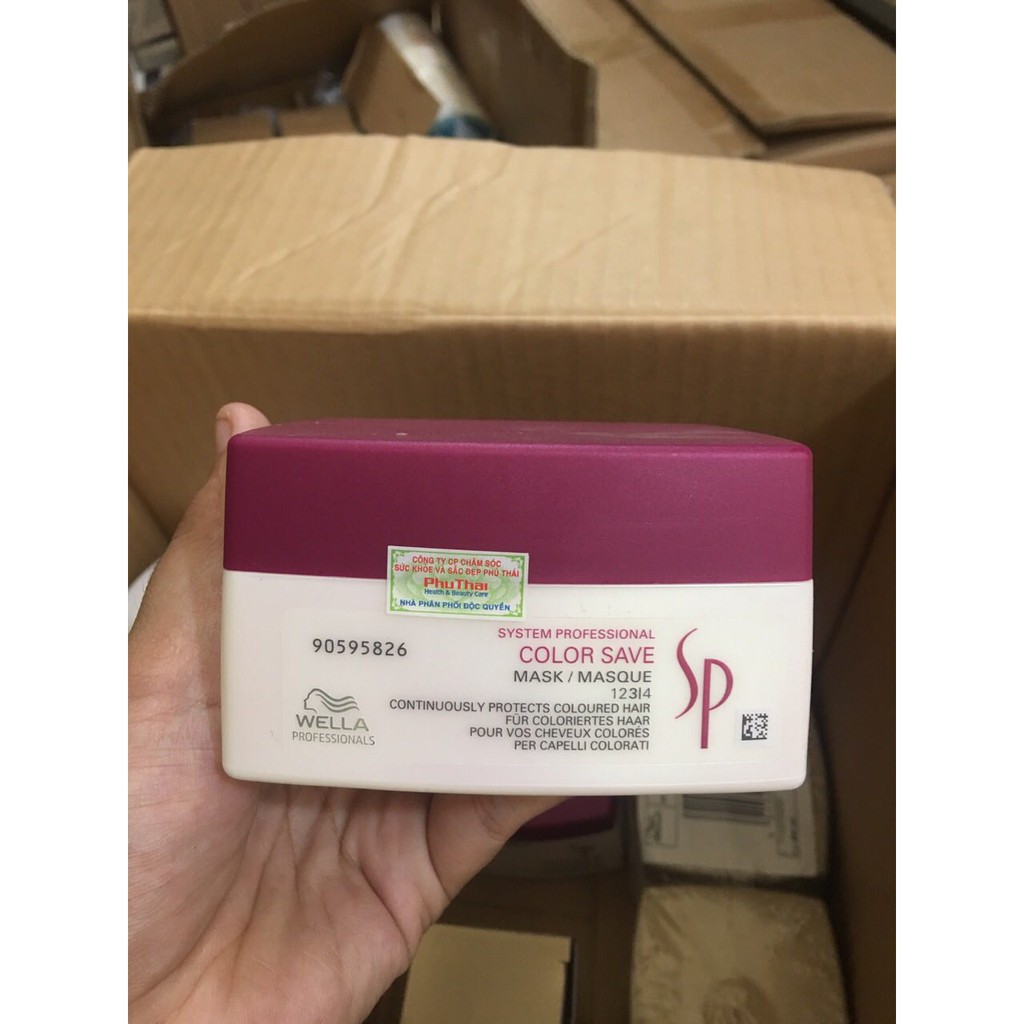 CÔNG TY CP CHĂM SÓC
SỨC KHỎE VÀ SẮC ĐẸP PHÚ THÁI
PhuThai
Health & Beauty Care
NHÀ PHÂN PHỐI ĐỘC QUYỀN
90595826
SYSTEM PROFESSIONAL
COLOR SAVE
MASK / MASQUE
123|4
CONTINUOUSLY PROTECTS COLOURED HAIR
FÜR COLORIERTES HAAR
POUR VOS CHEVEUX COLORÉS
PER CAPELLI COLORATI
SP
WELLA
PROFESSIONALS